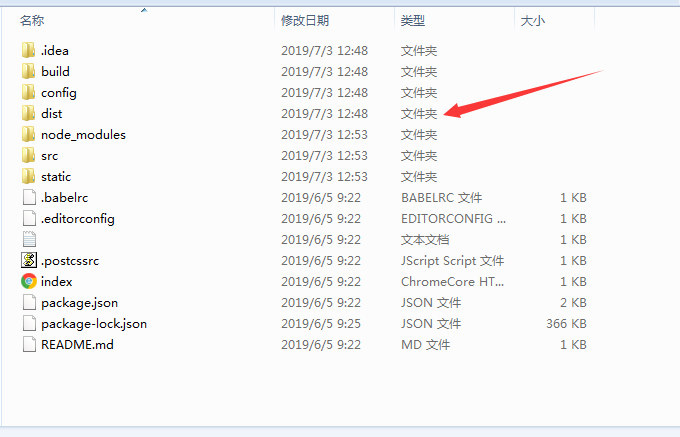 名称 修改日期 类型 大小
.idea 2019/7/3 12:48 文件夹
build 2019/7/3 12:48 文件夹
config 2019/7/3 12:48 文件夹
dist 2019/7/3 12:48 文件夹
node_modules 2019/7/3 12:53 文件夹
src 2019/7/3 12:53 文件夹
static 2019/7/3 12:53 文件夹
.babelrc 2019/6/5 9:22 BABELRC 文件 1 KB
.editorconfig 2019/6/5 9:22 EDITORCONFIG ... 1 KB
2019/6/5 9:22 文本文档 1 KB
.postcssrc 2019/6/5 9:22 JScript Script 文件 1 KB
index 2019/6/5 9:22 ChromeCore HT... 1 KB
package.json 2019/6/5 9:22 JSON 文件 2 KB
package-lock.json 2019/6/5 9:25 JSON 文件 366 KB
README.md 2019/6/5 9:22 MD 文件 1 KB